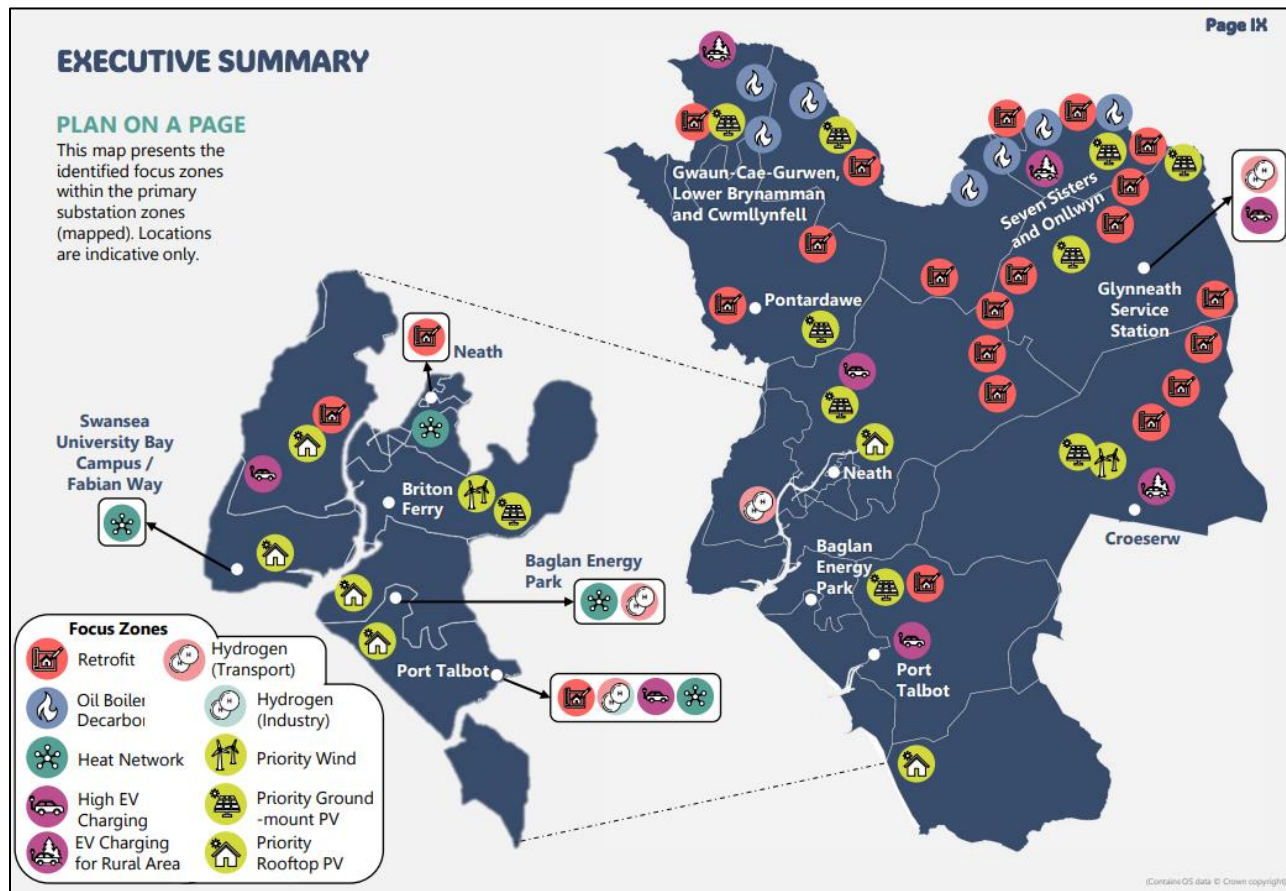 Page IX
EXECUTIVE SUMMARY
PLAN ON A PAGE
This map presents the
identified focus zones
within the primary
substation zones
(mapped). Locations
are indicative only.
Gwaun-Cae-Gurwen,
Lower Brynamman
and Cwmllynfell
Seven Sisters
and Onllwyn
Glynneath
Service
Station
Pontardawe
Neath
Swansea
University Bay
Campus /
Fabian Way
Briton
Ferry
Baglan Energy
Park
Port Talbot
Neath
Baglan
Energy
Park
Croeserw
Port
Talbot
Focus Zones
Retrofit
Hydrogen
(Transport)
Oil Boiler
Decarbor
Hydrogen
(Industry)
Heat Network
Priority Wind
High EV
Charging
Priority Ground
-mount PV
EV Charging
for Rural Area
Priority
Rooftop PV
(Contains OS data © Crown copyright)